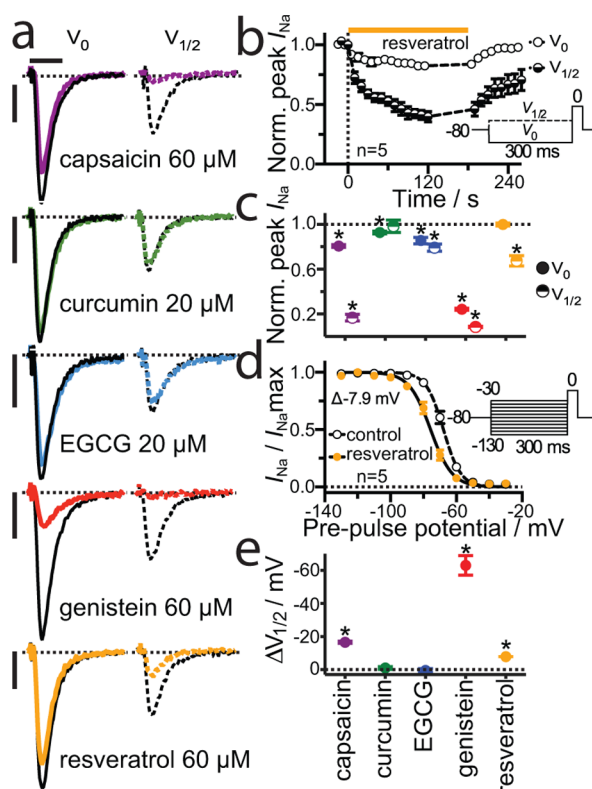 a
V0
V1/2
capsaicin 60 µM
curcumin 20 µM
EGCG 20 µM
genistein 60 µM
resveratrol 60 µM
b
Norm. peak INa
1.0
0.5
0.0
resveratrol
V0
V1/2
n=5
0
-80
V1/2
V0
300 ms
0
120
240
Time / s
c
Norm. peak INa
1.0
0.6
0.2
* * * * * * * *
V0
V1/2
d
INa / INamax
1.0
0.5
0.0
Δ-7.9 mV
control
resveratrol
n=5
-30
0
-80
-130
300 ms
-140
-100
-60
-20
Pre-pulse potential / mV
e
ΔV1/2 / mV
-60
-40
-20
0
* * *
capsaicin
curcumin
EGCG
genistein
resveratrol